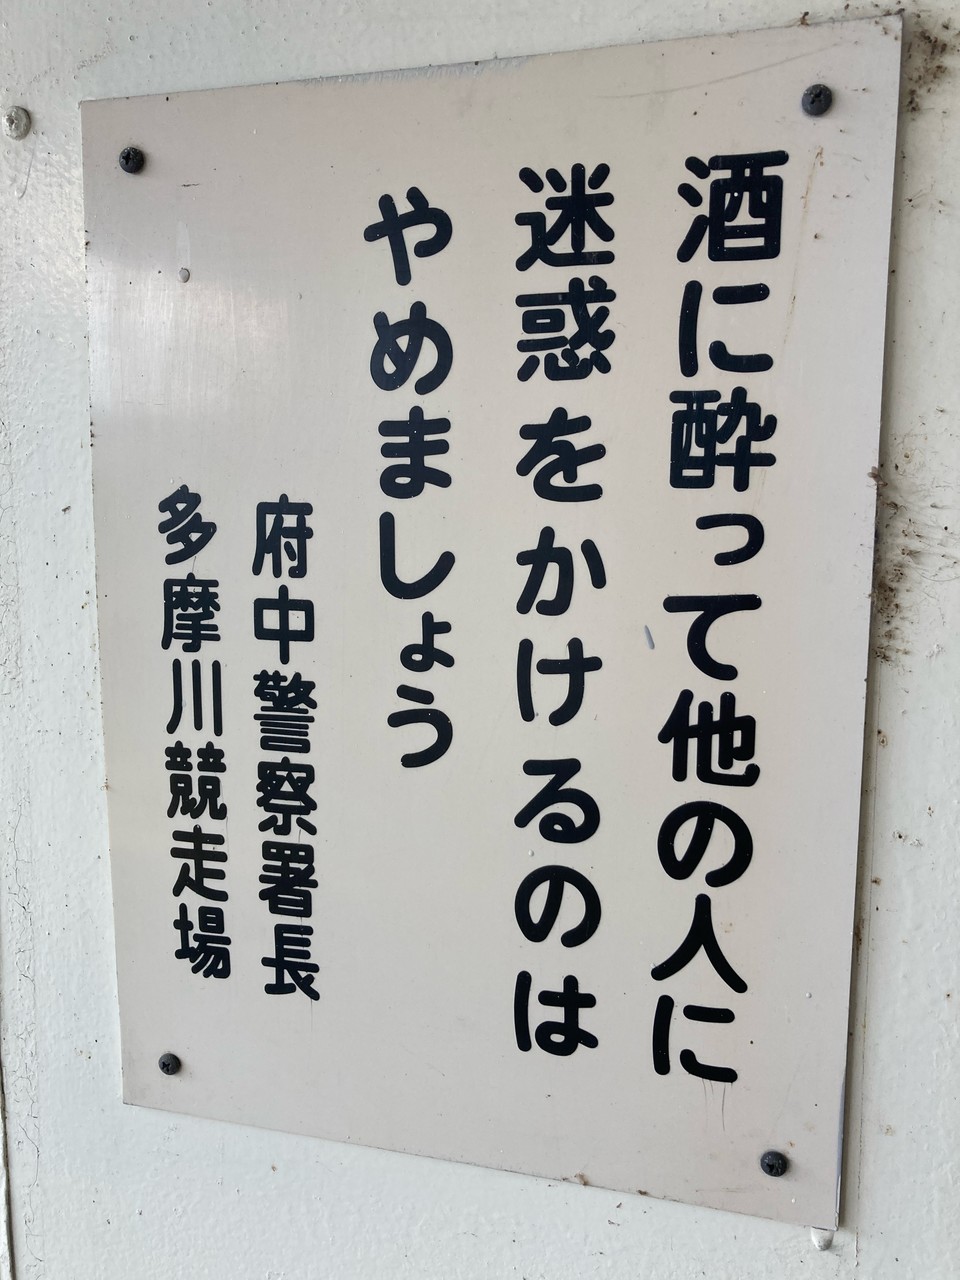 酒に酔って他の人に
迷惑をかけるのは
やめましょう
府中警察署長
多摩川競走場